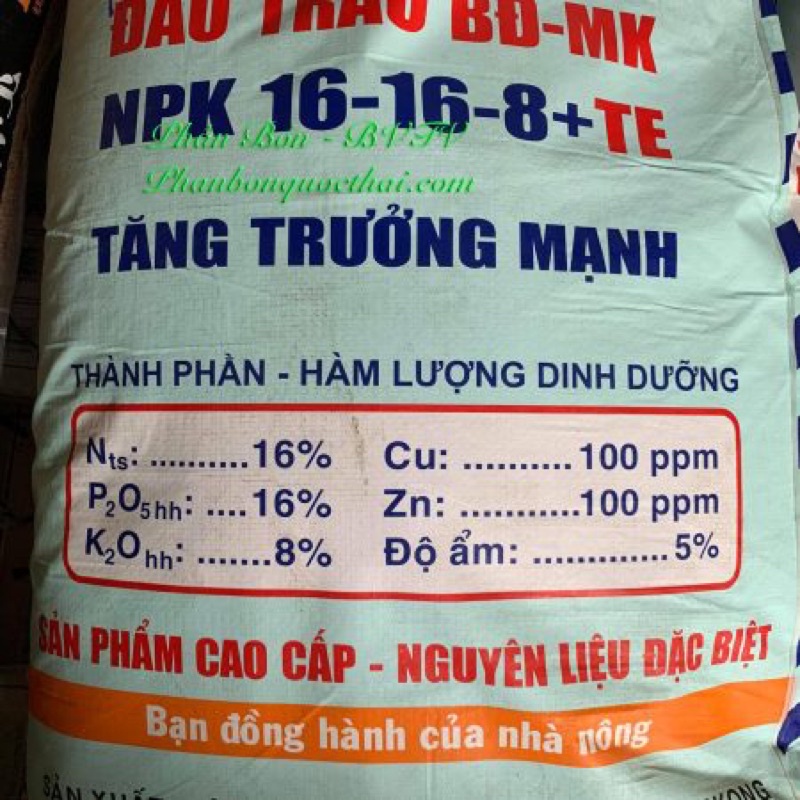 ĐẦU TRÂU BĐ-MK
NPK 16-16-8+TE
Phân Bón - BVTV
Phanbonquocthai.com
TĂNG TRƯỞNG MẠNH
THÀNH PHẦN - HÀM LƯỢNG DINH DƯỠNG
Nts: ..........16% Cu: ...........100 ppm
P2O5hh: ....16% Zn: ............100 ppm
K2Ohh: .......8% Độ ẩm: .............5%
SẢN PHẨM CAO CẤP - NGUYÊN LIỆU ĐẶC BIỆT
Bạn đồng hành của nhà nông
SẢN XUẤT